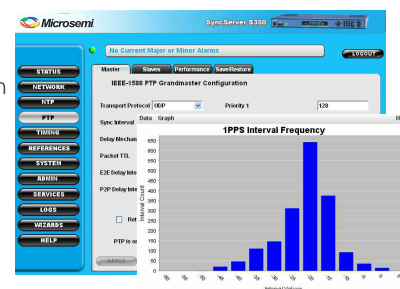 Microsemi
SyncServer S350
No Current Major or Minor Alarms
LOGOUT
STATUS
NETWORK
NTP
PTP
TIMING
REFERENCES
SYSTEM
ADMIN
SERVICES
LOGS
WIZARDS
HELP
Master Slaves Performance Save/Restore
IEEE-1588 PTP Grandmaster Configuration
Transport Protocol UDP Priority 1 128
Sync Interval
Delay Mechan
Packet TTL
E2E Delay Inte
P2P Delay Inte
Ret
PTP is o
APPLY
Data Graph H
1PPS Interval Frequency
Interval Count
650
600
550
500
450
400
350
300
250
200
150
100
50
0